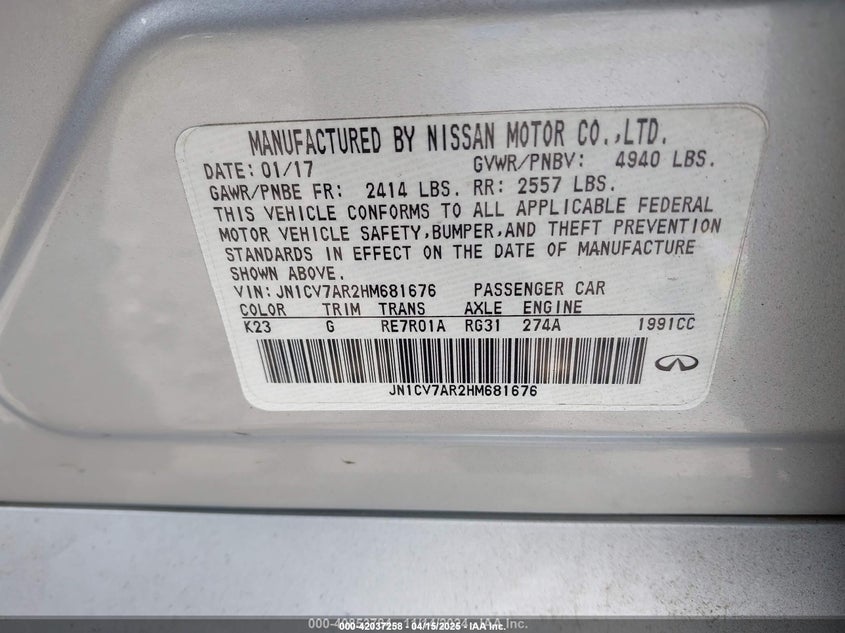 MANUFACTURED BY NISSAN MOTOR CO.,LTD.
DATE: 01/17 GVWR/PNBV: 4940 LBS.
GAWR/PNBE FR: 2414 LBS. RR: 2557 LBS.
THIS VEHICLE CONFORMS TO ALL APPLICABLE FEDERAL
MOTOR VEHICLE SAFETY,BUMPER,AND THEFT PREVENTION
STANDARDS IN EFFECT ON THE DATE OF MANUFACTURE
SHOWN ABOVE.
VIN: JN1CV7AR2HM681676 PASSENGER CAR
COLOR TRIM TRANS AXLE ENGINE
K23 G RE7R01A RG31 274A 1991CC
JN1CV7AR2HM681676
000-42037258 - 04/15/2025 - IAA Inc.